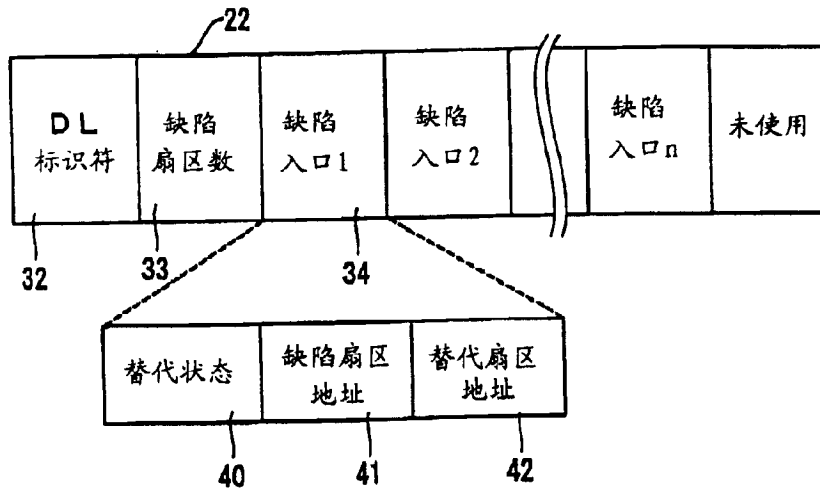 22
DL
标识符
缺陷
扇区数
缺陷
入口1
缺陷
入口2
缺陷
入口n
未使用
32
33
34
替代状态
缺陷扇区
地址
替代扇区
地址
40
41
42